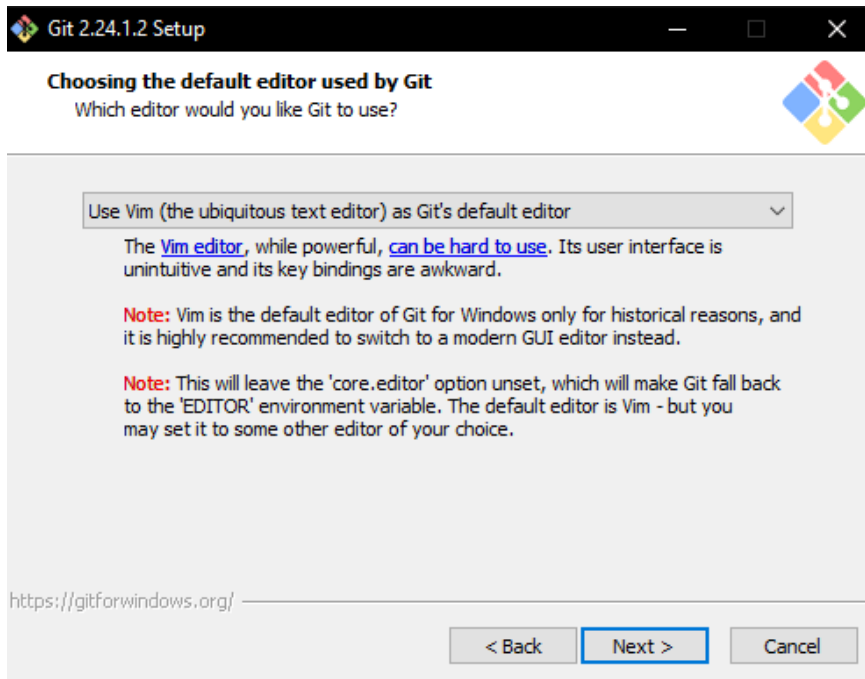 Git 2.24.1.2 Setup
Choosing the default editor used by Git
Which editor would you like Git to use?
Use Vim (the ubiquitous text editor) as Git's default editor
The Vim editor, while powerful, can be hard to use. Its user interface is
unintuitive and its key bindings are awkward.
Note: Vim is the default editor of Git for Windows only for historical reasons, and
it is highly recommended to switch to a modern GUI editor instead.
Note: This will leave the 'core.editor' option unset, which will make Git fall back
to the 'EDITOR' environment variable. The default editor is Vim - but you
may set it to some other editor of your choice.
https://gitforwindows.org/
< Back Next > Cancel